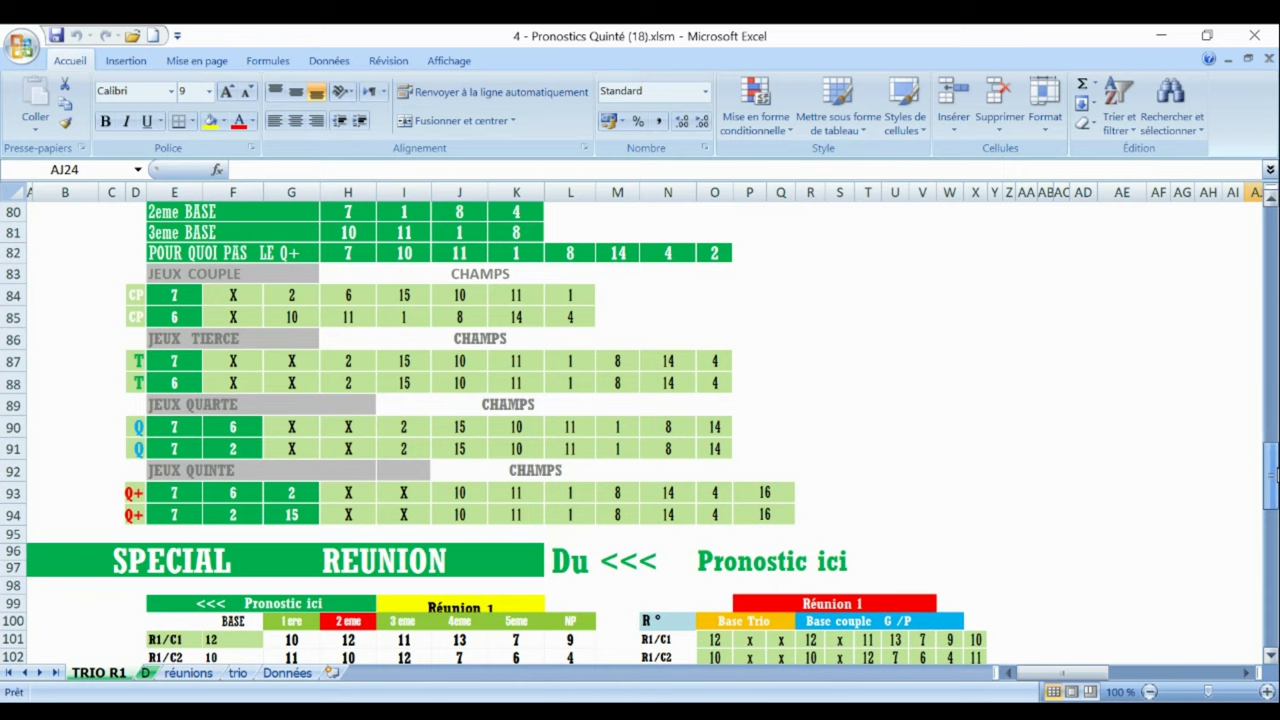 4 - Pronostics Quinté (18).xlsm - Microsoft Excel
Accueil Insertion Mise en page Formules Données Révision Affichage
Calibri 9 Renvoyer à la ligne automatiquement Standard
Coller Fusionner et centrer Mise en forme conditionnelle Mettre sous forme de tableau Styles de cellules Insérer Supprimer Format Trier et filtrer Rechercher et sélectionner
Presse-papiers Police Alignement Nombre Style Cellules Édition
AJ24 fx
A B C D E F G H I J K M N O P Q R S T U V W X Y Z AA AB AC AD AE AF AG AH AI A.
80 2eme BASE 7 1 8 4
81 3eme BASE 10 11 1 8
82 POUR QUOI PAS LE Q+ 7 10 11 1 8 14 4 2
83 JEUX COUPLE CHAMPS
84 CP 7 X 2 6 15 10 11 1
85 CP 6 X 10 11 1 8 14 4
86 JEUX TIERCE CHAMPS
87 T 7 X X 2 15 10 11 1 8 14 4
88 T 6 X X 2 15 10 11 1 8 14 4
89 JEUX QUARTE CHAMPS
90 Q 7 6 X X 2 15 10 11 1 8 14
91 Q 7 2 X X 2 15 10 11 1 8 14
92 JEUX QUINTE CHAMPS
93 Q+ 7 6 2 X X 10 11 1 8 14 4 16
94 Q+ 7 2 15 X X 10 11 1 8 14 4 16
95
96 SPECIAL REUNION Du <<< Pronostic ici
97
98
99 <<< Pronostic ici Réunion 1 Réunion 1
100 BASE 1 ere 2 eme 3 eme 4eme 5eme NP R ° Base Trio Base couple G /P
101 R1/C1 12 10 12 11 13 7 9 R1/C1 12 x x 12 x 11 13 7 9 10
102 R1/C2 10 11 10 12 7 6 4 R1/C2 10 x x 10 x 12 7 6 4 11
TRIO R1 D réunions trio Données
Prêt 100 %